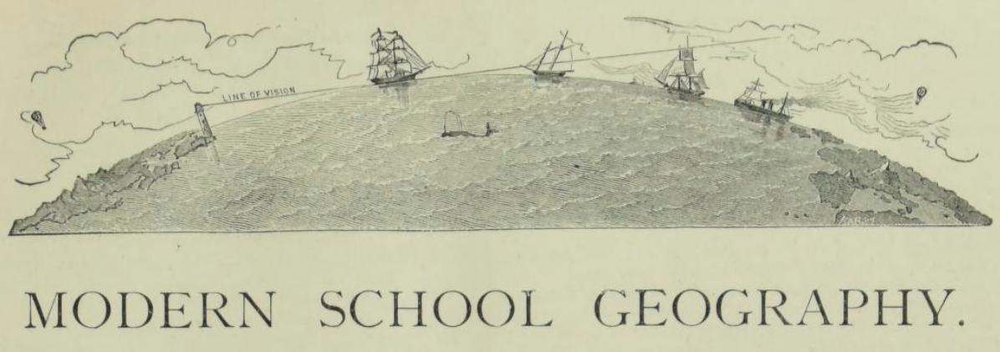 LINE OF VISION
MODERN SCHOOL GEOGRAPHY.